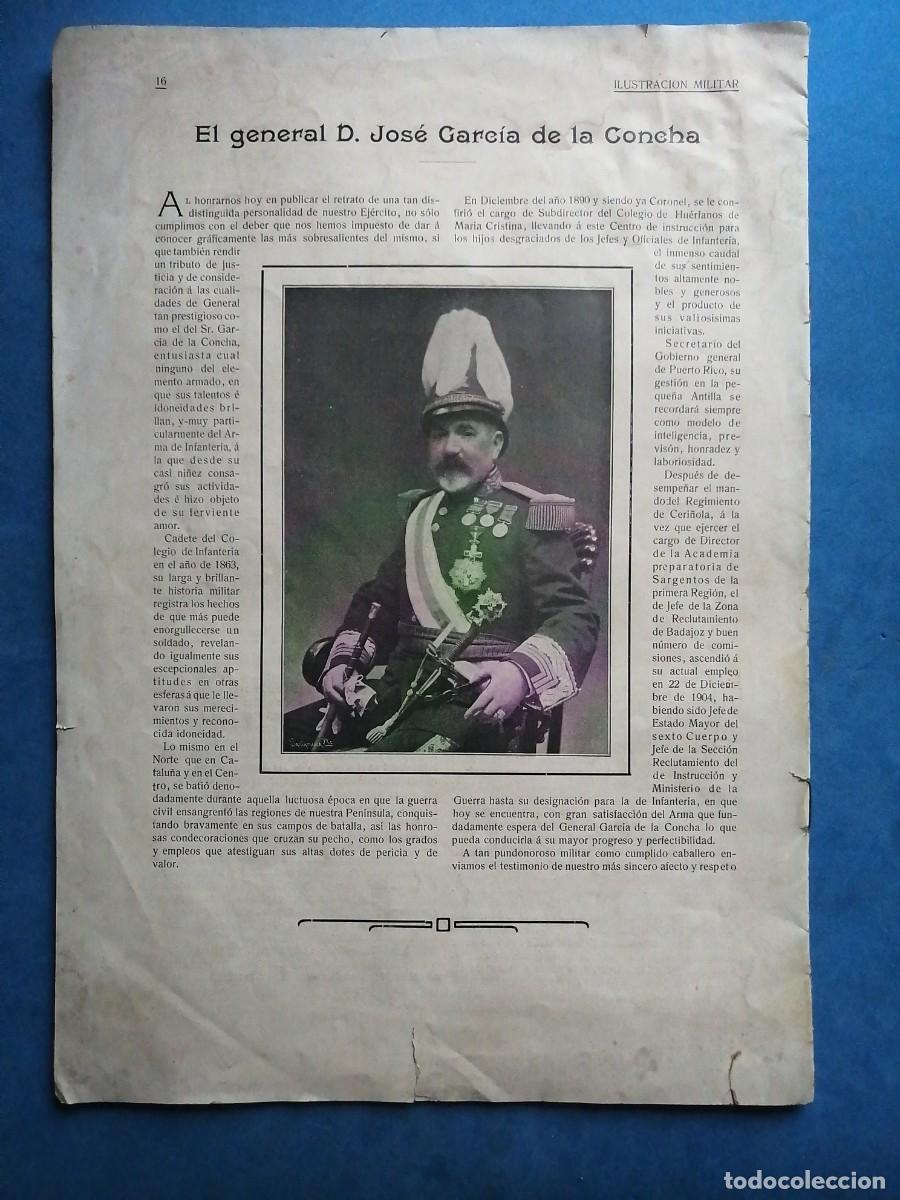 16
ILUSTRACION MILITAR
El general D. José García de la Concha
AL honrarnos hoy en publicar el retrato de una tan dis-
distinguida personalidad de nuestro Ejército, no sólo
cumplimos con el deber que nos hemos impuesto de dar á
conocer gráficamente las más sobresalientes del mismo, si
que también rendir
un tributo de jus-
ticia y de conside-
ración á las cuali-
dades de General
tan prestigioso co-
mo el del Sr. Gar-
cía de la Concha,
entusiasta cual
ninguno del ele-
mento armado, en
que sus talentos é
idoneidades bri-
llan, y-muy parti-
cularmente del Ar-
ma de Infantería, á
la que desde su
casi niñez consa-
gró sus activida-
des é hizo objeto
de su ferviente
amor.
Cadete del Co-
legio de Infantería
en el año de 1863,
su larga y brillan-
te historia militar
registra los hechos
de que más puede
enorgullecerse un
soldado, revelan-
do igualmente sus
escepcionales ap-
titudes en otras
esferas á que le lle-
varon sus mereci-
mientos y recono-
cida idoneidad.
Lo mismo en el
Norte que en Ca-
taluña y en el Cen-
tro, se batió deno-
dadamente durante aquella luctuosa época en que la guerra
civil ensangrentó las regiones de nuestra Península, conquis-
tando bravamente en sus campos de batalla, así las honro-
sas condecoraciones que cruzan su pecho, como los grados
y empleos que atestiguan sus altas dotes de pericia y de
valor.
En Diciembre del año 1890 y siendo ya Coronel, se le con-
firió el cargo de Subdirector del Colegio de Huérfanos de
María Cristina, llevando á este Centro de instrucción para
los hijos desgraciados de los Jefes y Oficiales de Infantería,
el inmenso caudal
de sus sentimien-
tos altamente no-
bles y generosos
y el producto de
sus valiosísimas
iniciativas.
Secretario del
Gobierno general
de Puerto Rico, su
gestión en la pe-
queña Antilla se
recordará siempre
como modelo de
inteligencia, pre-
visón, honradez y
laboriosidad.
Después de de-
sempeñar el man-
do del Regimiento
de Ceriñola, á la
vez que ejercer el
cargo de Director
de la Academia
preparatoria de
Sargentos de la
primera Región, el
de Jefe de la Zona
de Reclutamiento
de Badajoz y buen
número de comi-
siones, ascendió á
su actual empleo
en 22 de Diciem-
bre de 1904, ha-
biendo sido Jefe de
Estado Mayor del
sexto Cuerpo y
Jefe de la Sección
Reclutamiento del
de Instrucción y
Ministerio de la
Guerra hasta su designación para la de Infantería, en que
hoy se encuentra, con gran satisfacción del Arma que fun-
dadamente espera del General García de la Concha lo que
pueda conducirla á su mayor progreso y perfectibilidad.
A tan pundonoroso militar como cumplido caballero en-
viamos el testimonio de nuestro más sincero afecto y respeto
todocoleccion